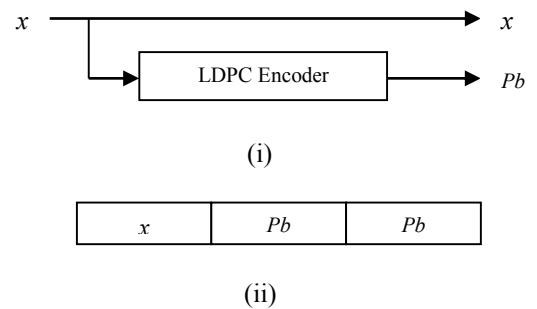 x x
LDPC Encoder Pb
(i)
x Pb Pb
(ii)